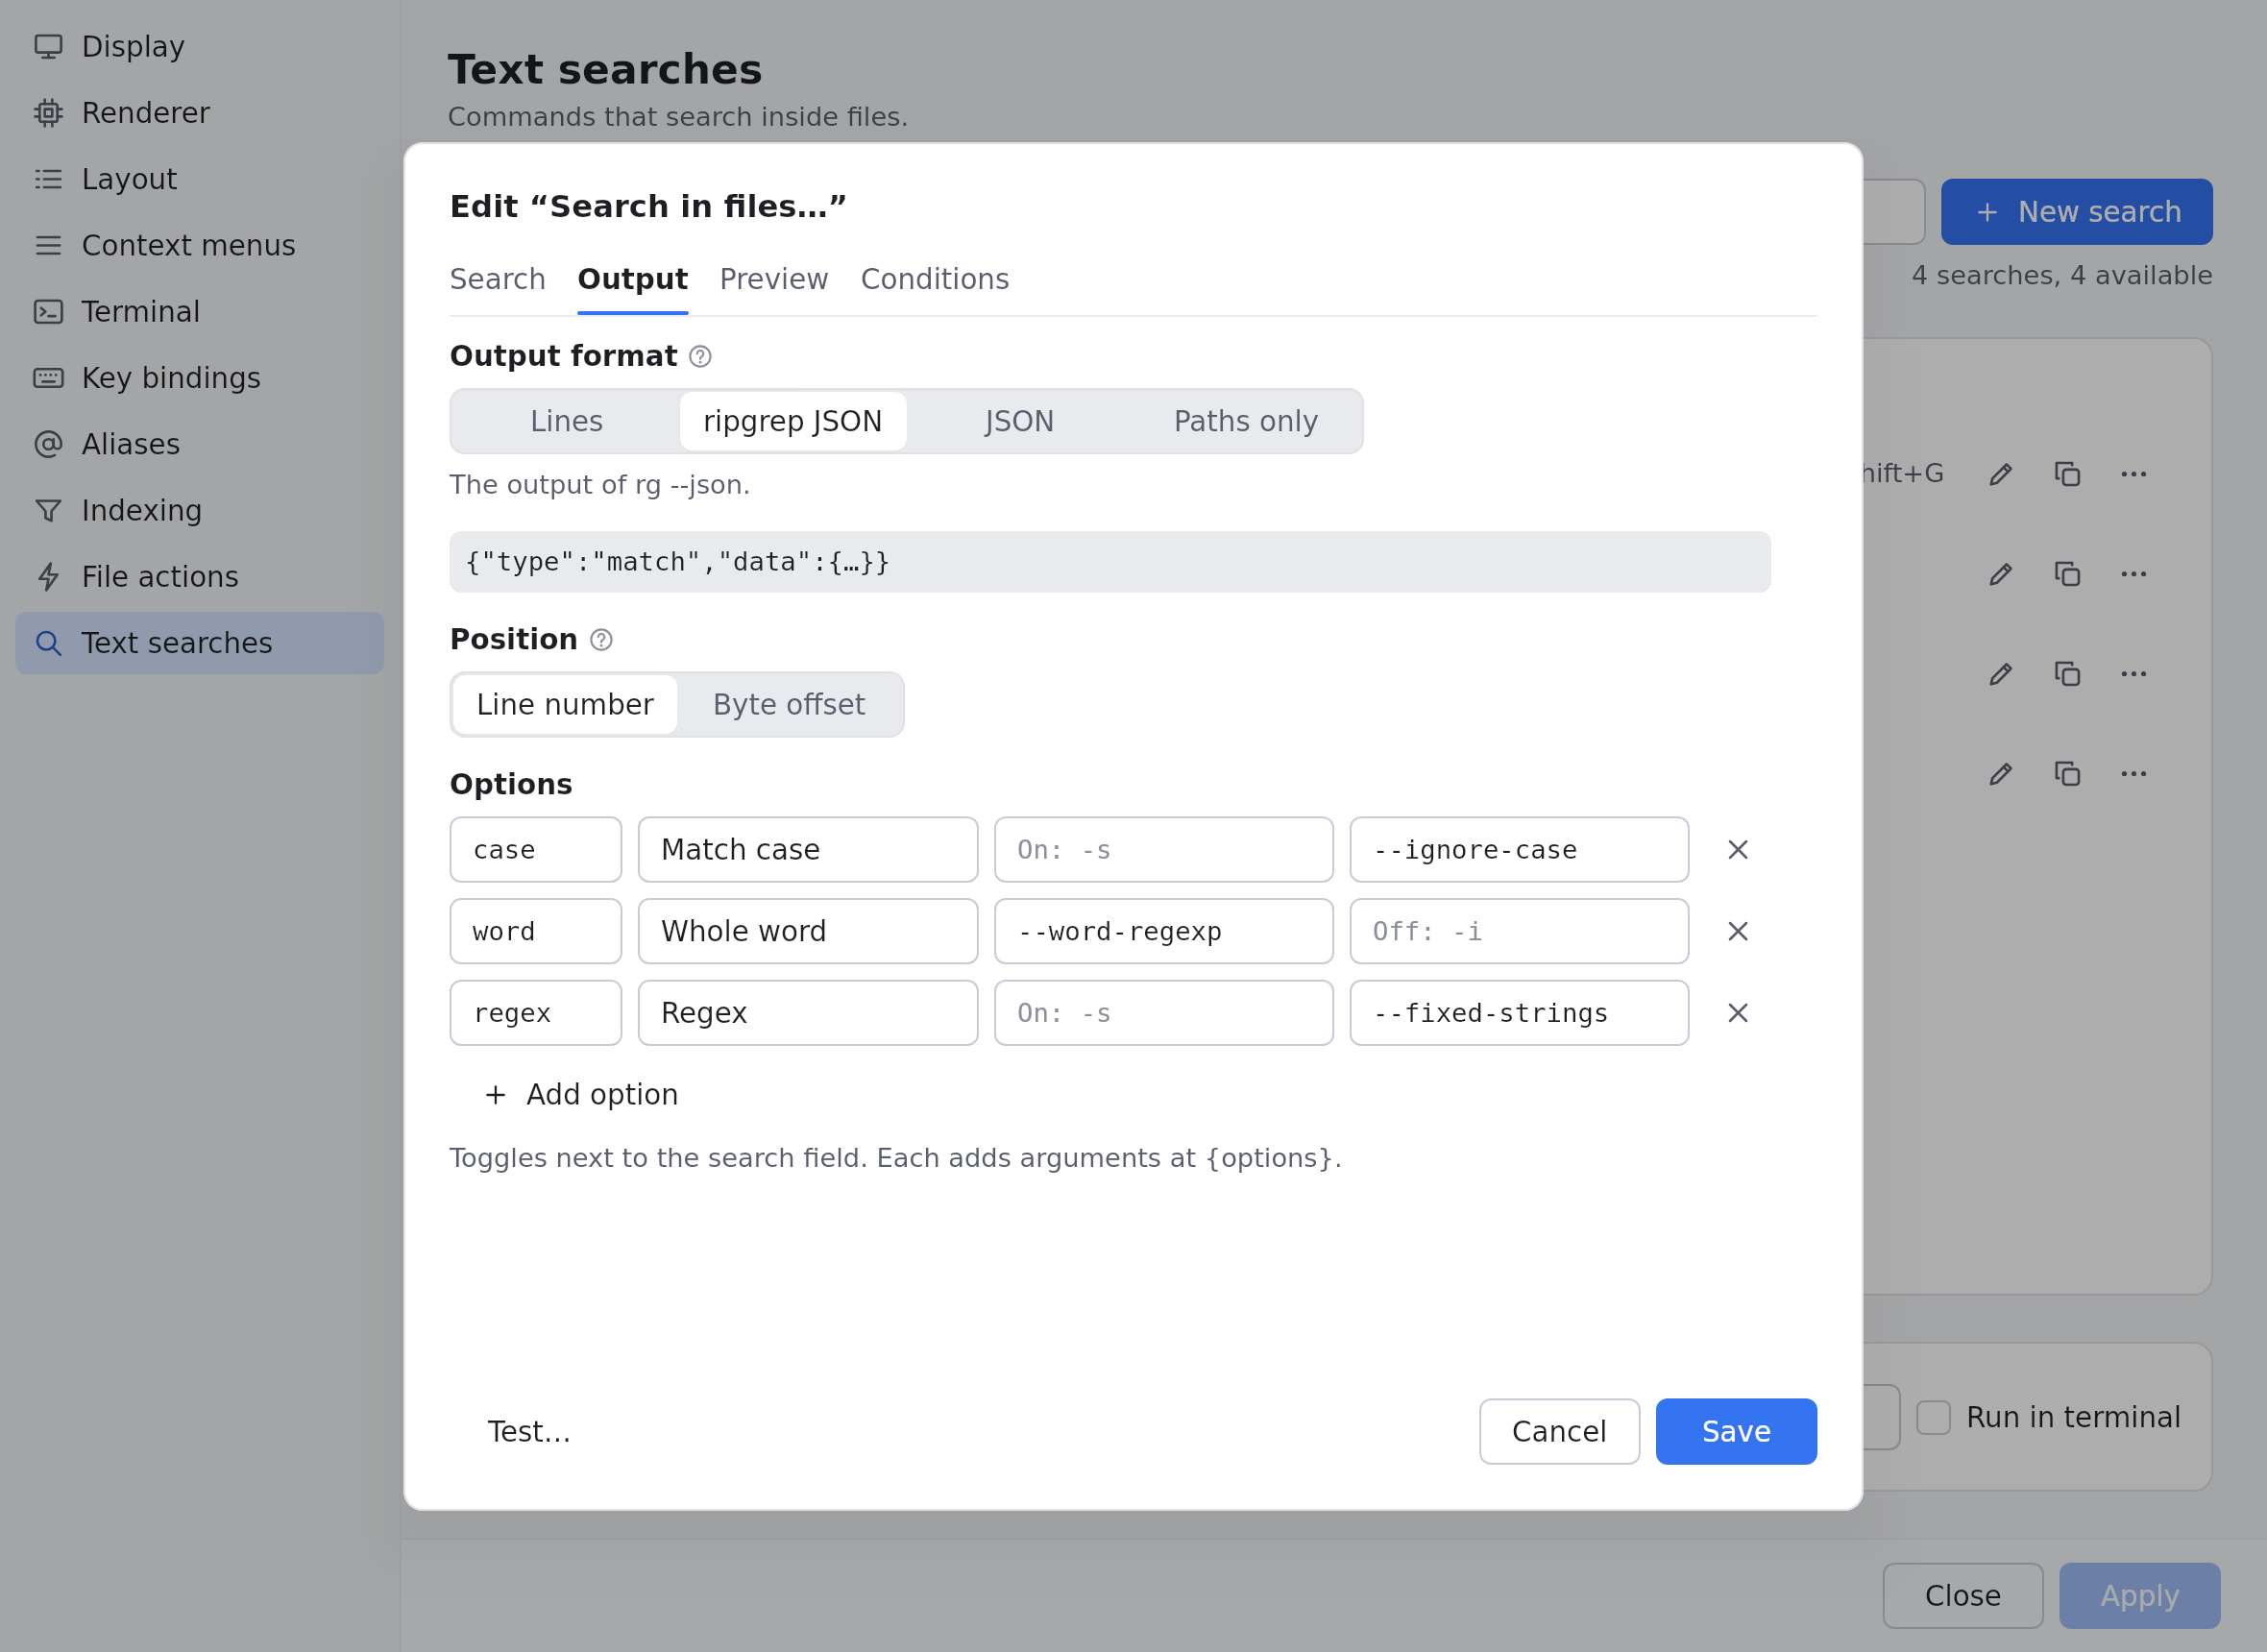 Display
Renderer
Layout
Context menus
Terminal
Key bindings
Aliases
Indexing
File actions
Text searches
Text searches
Commands that search inside files.
New search
4 searches, 4 available
hift+G
Edit “Search in files…”
Search Output Preview Conditions
Output format
Lines ripgrep JSON JSON Paths only
The output of rg --json.
{"type":"match","data":{…}}
Position
Line number Byte offset
Options
case Match case On: -s --ignore-case
word Whole word --word-regexp Off: -i
regex Regex On: -s --fixed-strings
Add option
Toggles next to the search field. Each adds arguments at {options}.
Test… Cancel Save
Run in terminal
Close Apply